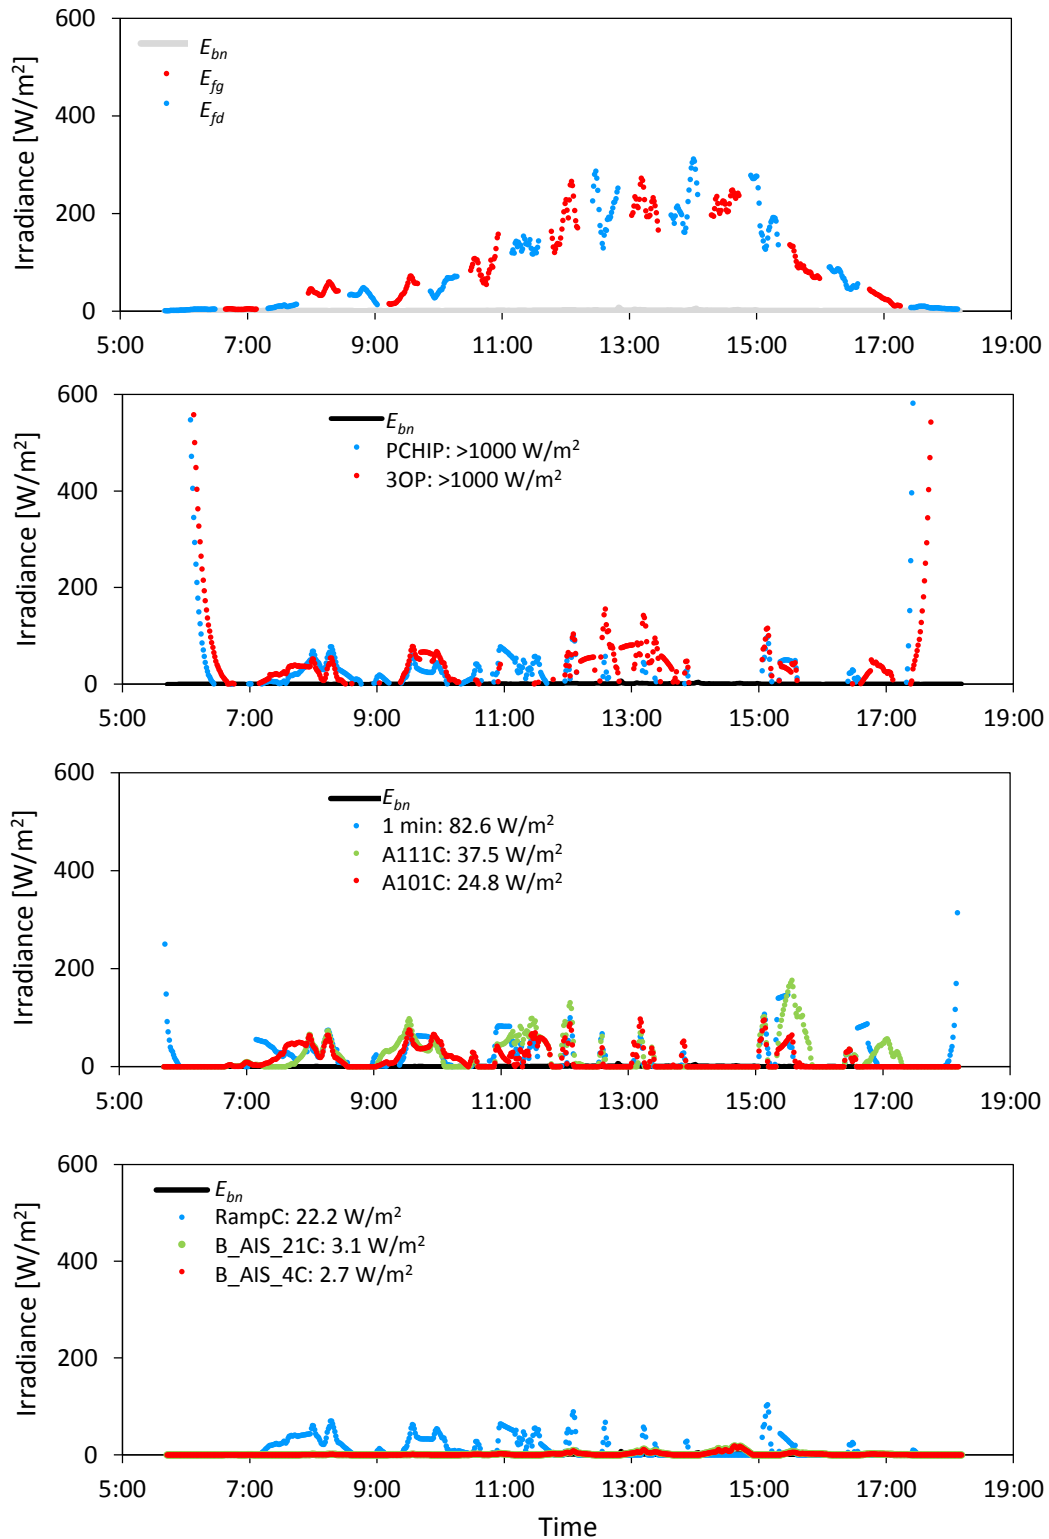 600
E_bn
E_fg
400
E_fd
200
0
Irradiance [W/m²]
5:00 7:00 9:00 11:00 13:00 15:00 17:00 19:00
600
E_bn
PCHIP: >1000 W/m²
3OP: >1000 W/m²
400
200
0
Irradiance [W/m²]
5:00 7:00 9:00 11:00 13:00 15:00 17:00 19:00
600
E_bn
1 min: 82.6 W/m²
A111C: 37.5 W/m²
400
A101C: 24.8 W/m²
200
0
Irradiance [W/m²]
5:00 7:00 9:00 11:00 13:00 15:00 17:00 19:00
600
E_bn
RampC: 22.2 W/m²
B_AIS_21C: 3.1 W/m²
400
B_AIS_4C: 2.7 W/m²
200
0
Irradiance [W/m²]
5:00 7:00 9:00 11:00 13:00 15:00 17:00 19:00
Time